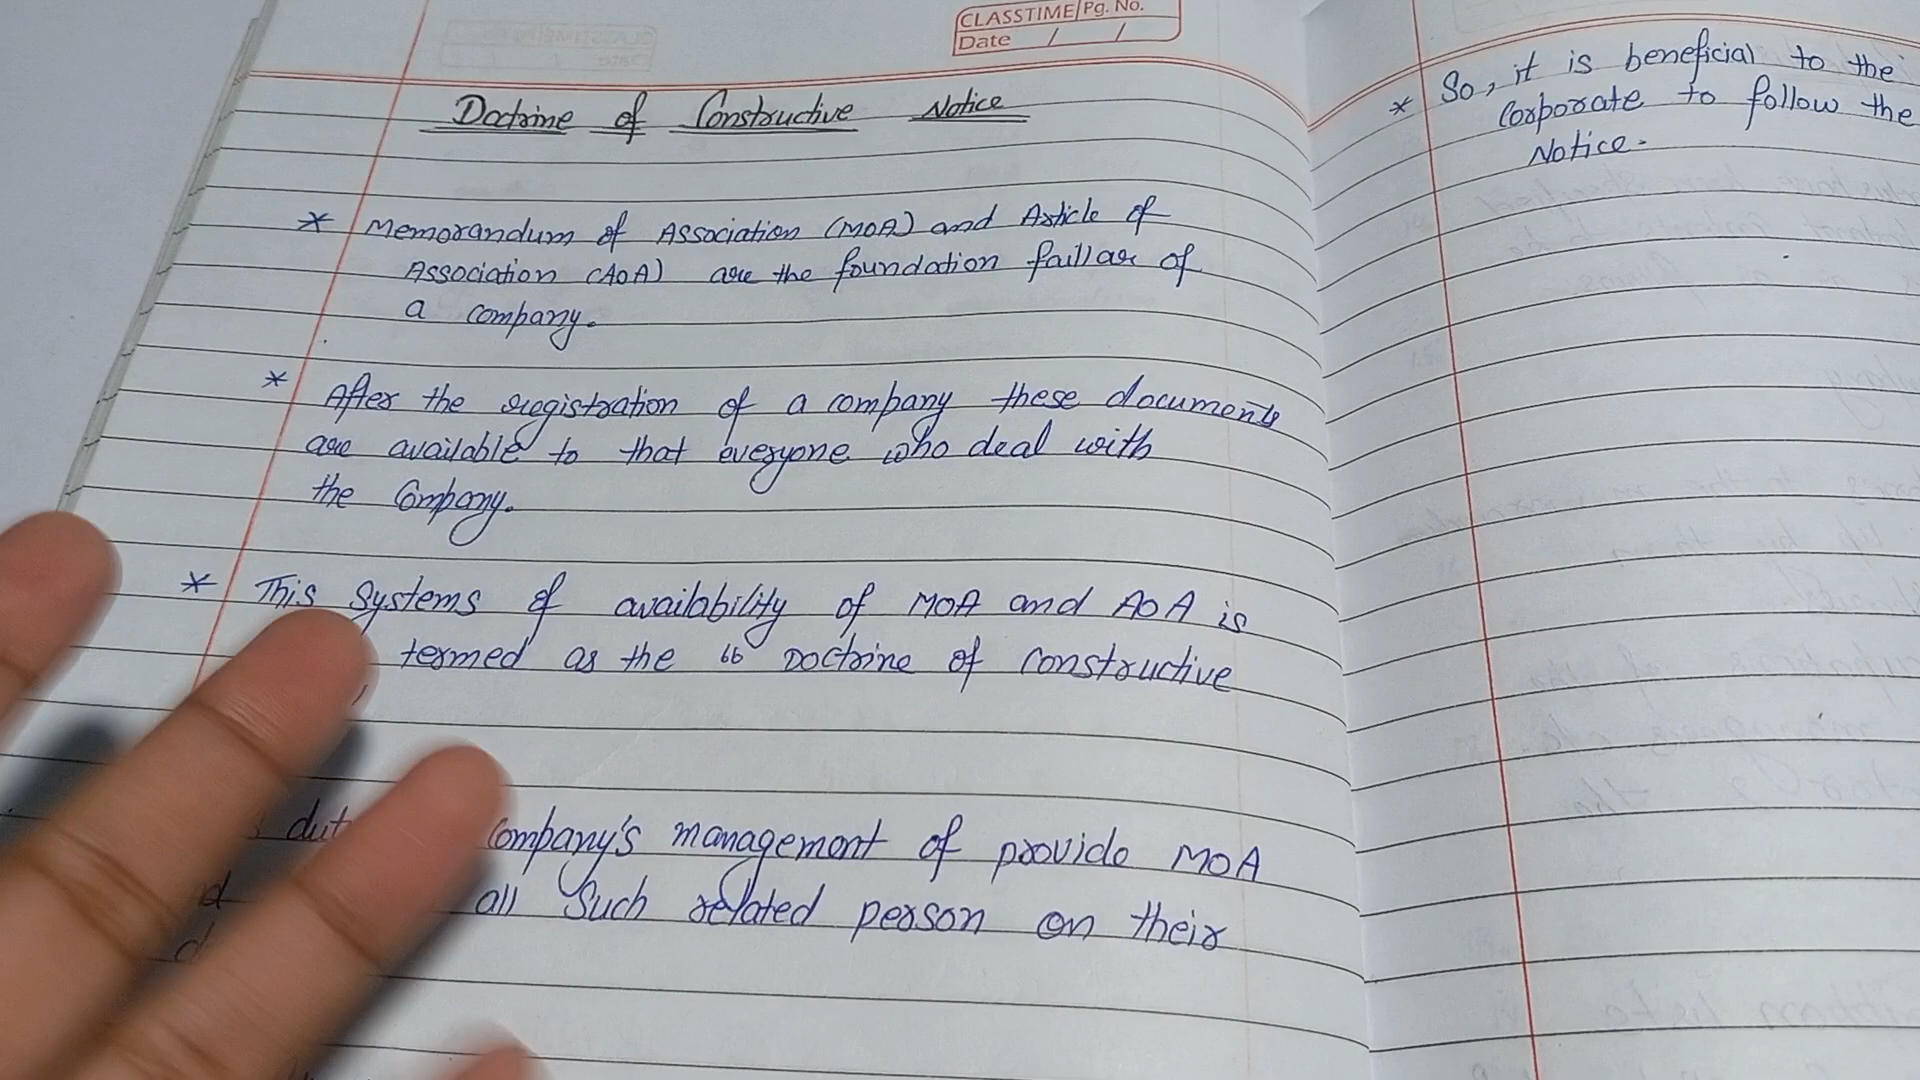 CLASSTIME Pg. No.
Date / /
Doctrine of Constructive Notice
* Memorandum of Association (MOA) and Article of
Association (AOA) are the foundation faillar of
a company.
* After the registration of a company these documents
are available to that everyone who deal with
the Company.
* This Systems of availability of MOA and AOA is
termed as the " Doctrine of Constructive
company's management of provide MOA
all Such related person on their
* So, it is beneficial to the
Corporate to follow the
Notice.